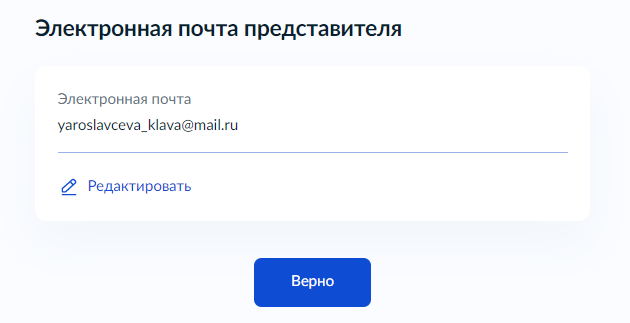 Электронная почта представителя
Электронная почта
yaroslavceva_klava@mail.ru
Редактировать
Верно